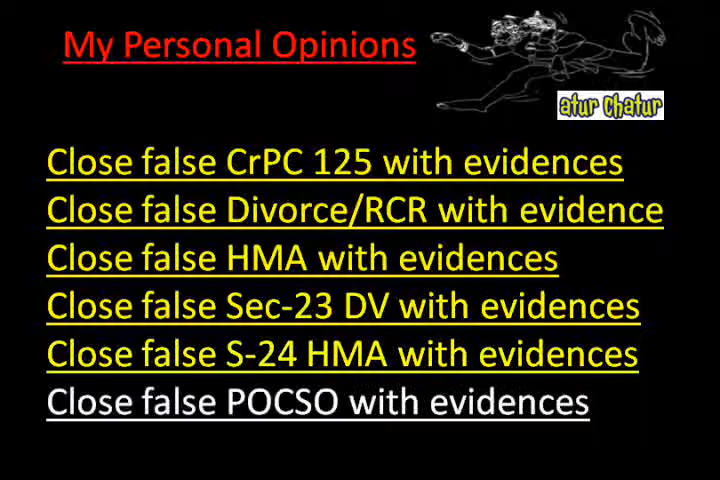 My Personal Opinions
atur Chatur
Close false CrPC 125 with evidences
Close false Divorce/RCR with evidence
Close false HMA with evidences
Close false Sec-23 DV with evidences
Close false S-24 HMA with evidences
Close false POCSO with evidences